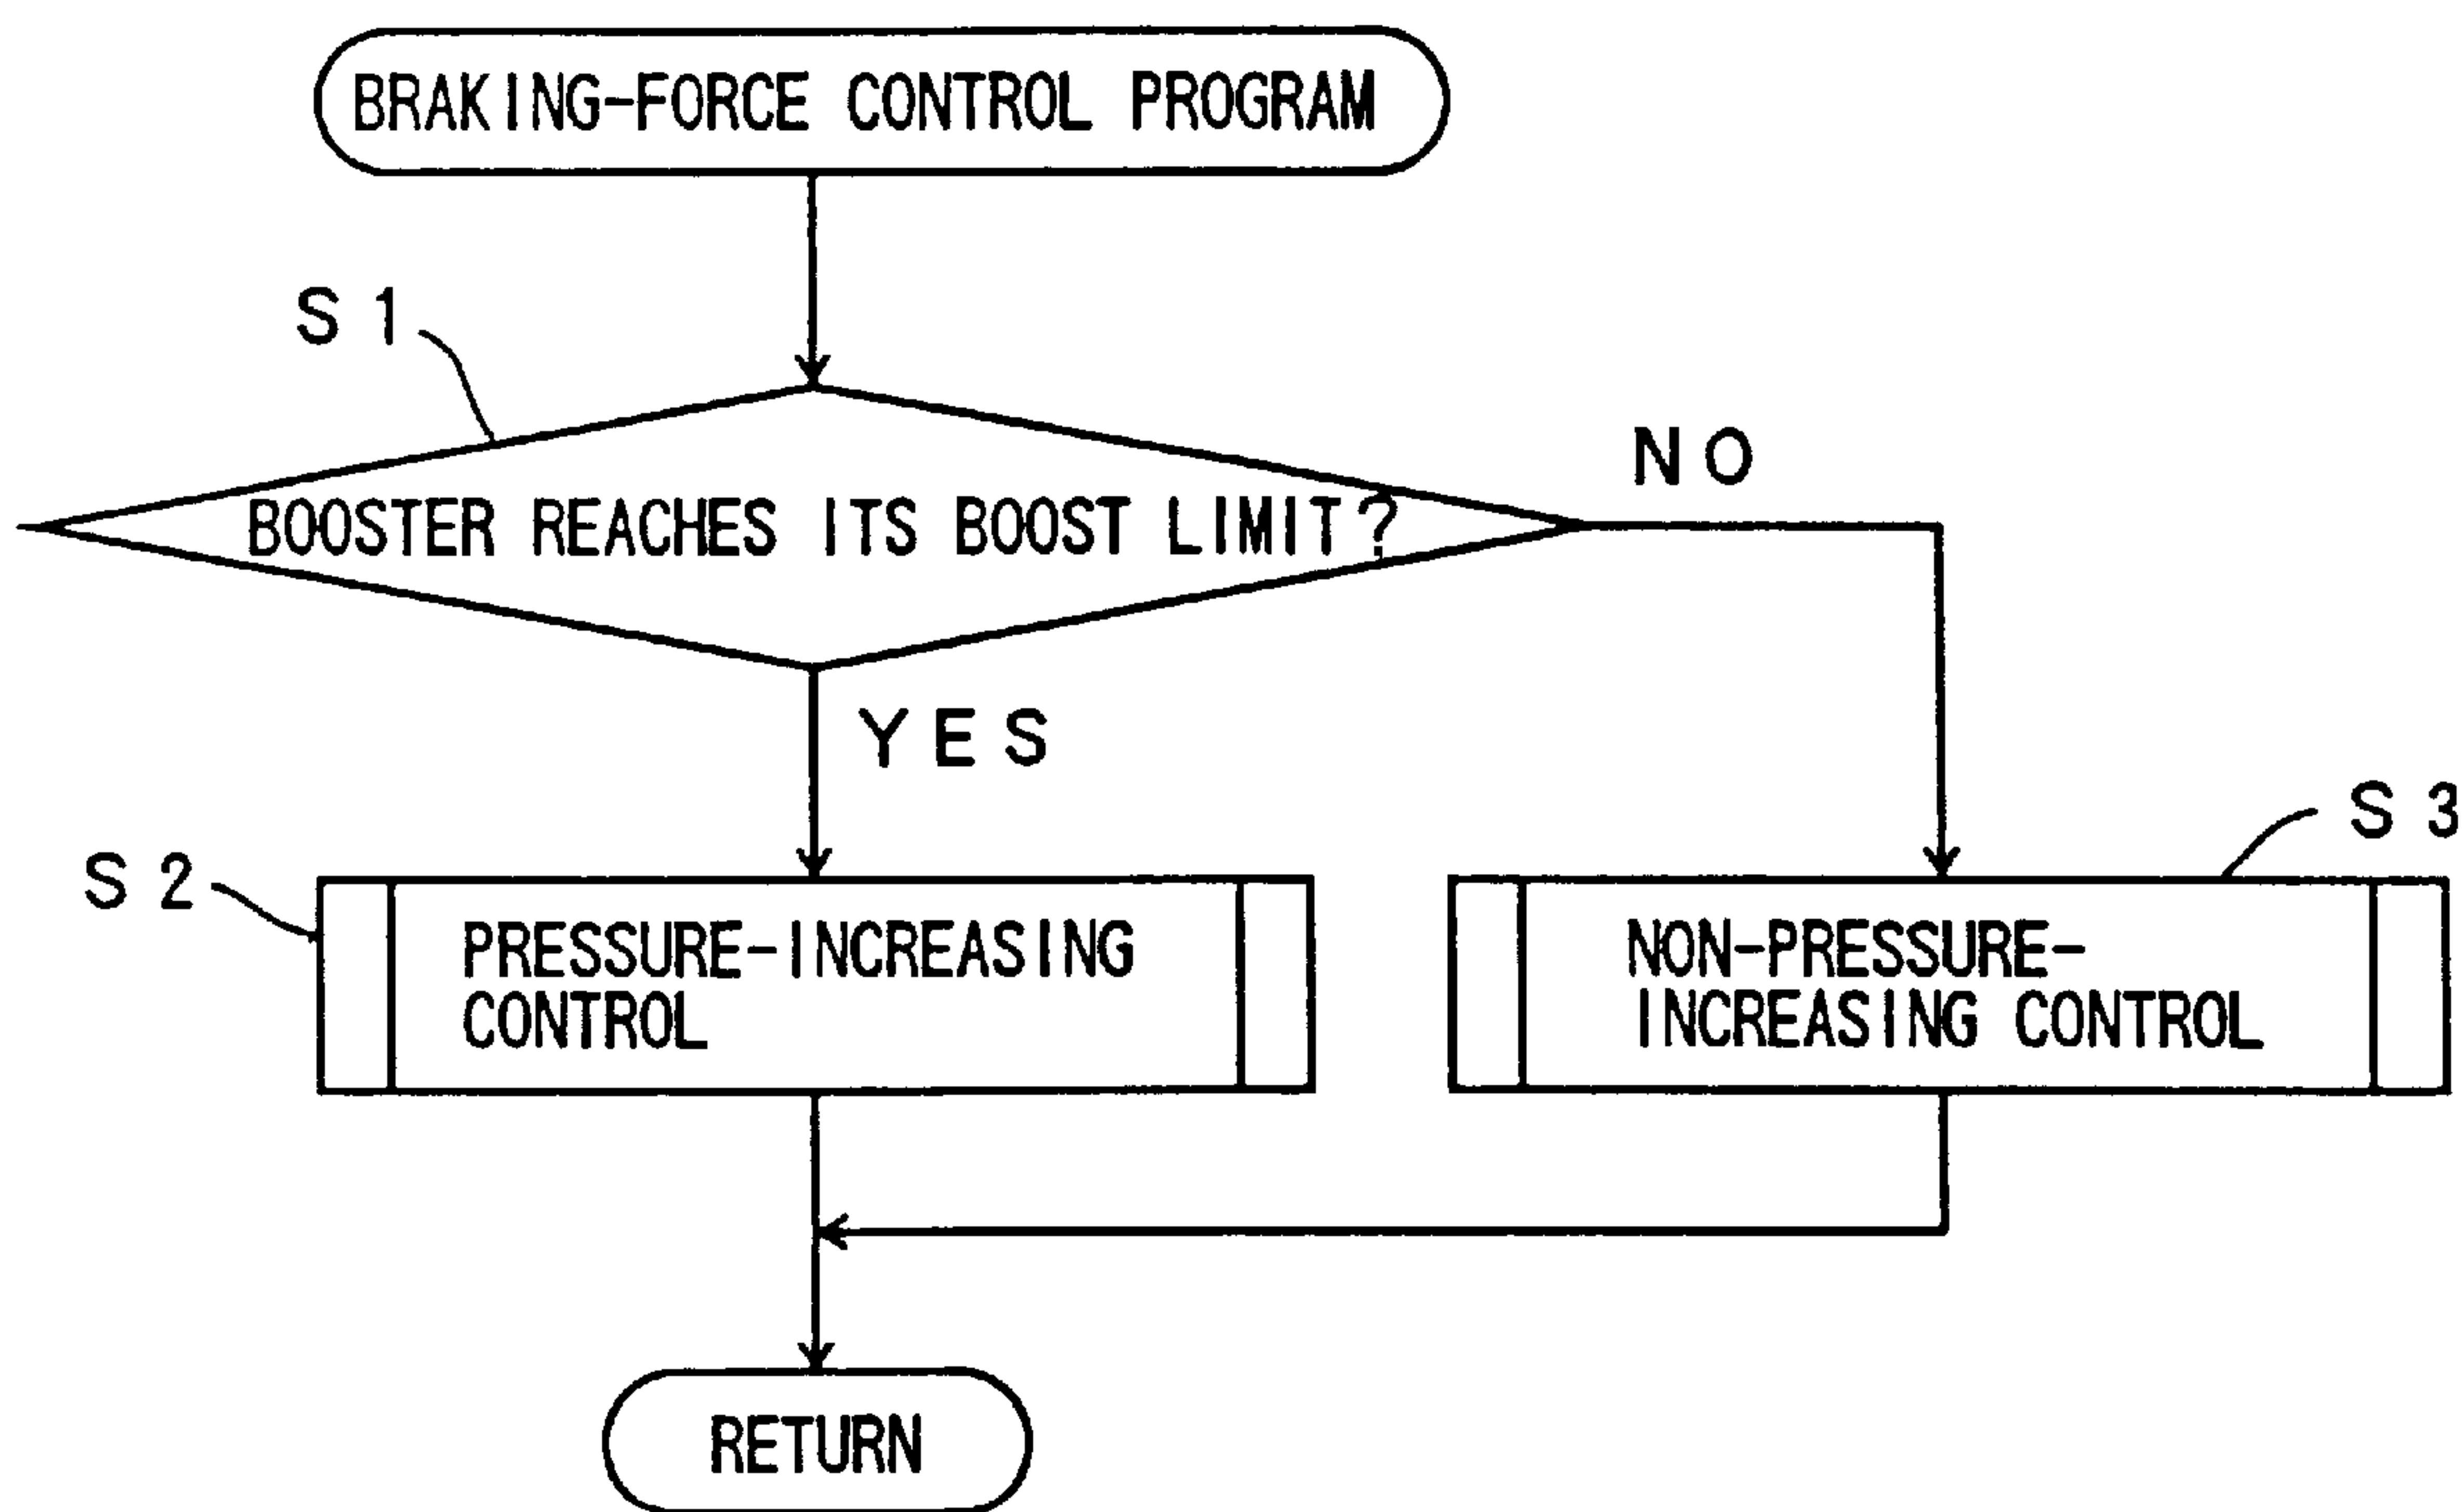 BRAKING-FORCE CONTROL PROGRAM
S1
BOOSTER REACHES ITS BOOST LIMIT?
NO
YES
S2
PRESSURE-INCREASING
CONTROL
S3
NON-PRESSURE-
INCREASING CONTROL
RETURN